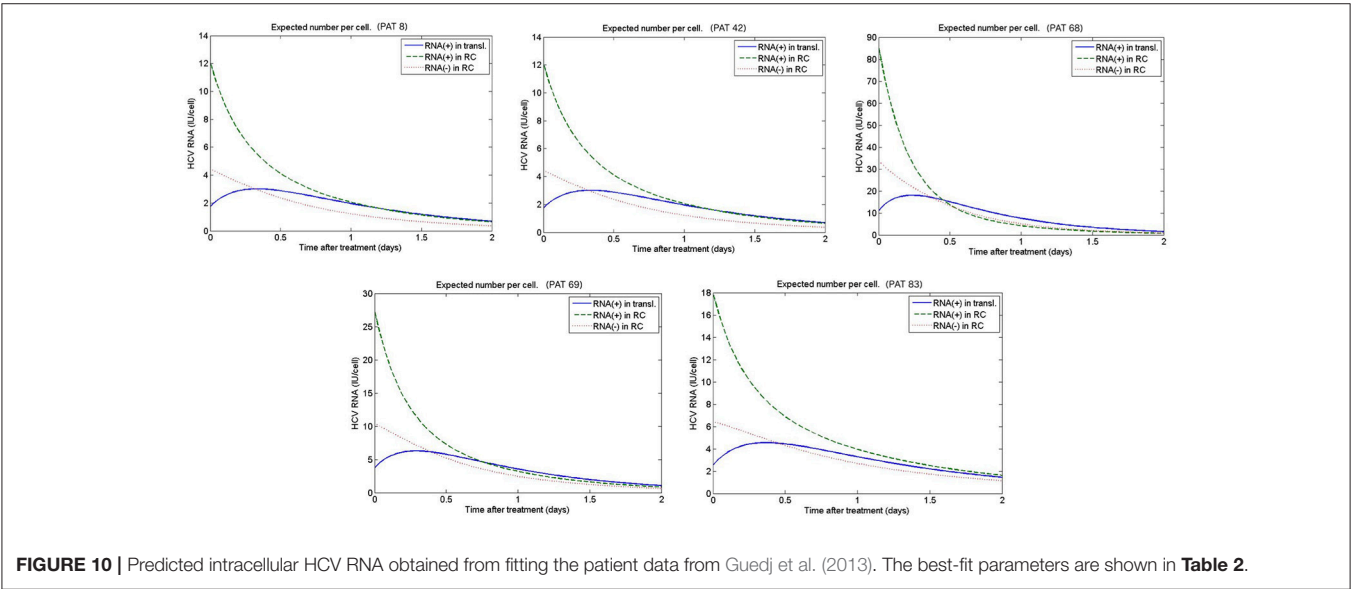 Expected number per cell. (PAT 8)
14
12
10
8
6
4
2
0
HCV RNA (IU/cell)
RNA(+) in transl.
RNA(+) in RC
RNA(-) in RC
0 0.5 1 1.5 2
Time after treatment (days)
Expected number per cell. (PAT 42)
14
12
10
8
6
4
2
0
HCV RNA (IU/cell)
RNA(+) in transl.
RNA(+) in RC
RNA(-) in RC
0 0.5 1 1.5 2
Time after treatment (days)
Expected number per cell. (PAT 68)
90
80
70
60
50
40
30
20
10
0
HCV RNA (IU/cell)
RNA(+) in transl.
RNA(+) in RC
RNA(-) in RC
0 0.5 1 1.5 2
Time after treatment (days)
Expected number per cell. (PAT 69)
30
25
20
15
10
5
0
HCV RNA (IU/cell)
RNA(+) in transl.
RNA(+) in RC
RNA(-) in RC
0 0.5 1 1.5 2
Time after treatment (days)
Expected number per cell. (PAT 83)
18
16
14
12
10
8
6
4
2
0
HCV RNA (IU/cell)
RNA(+) in transl.
RNA(+) in RC
RNA(-) in RC
0 0.5 1 1.5 2
Time after treatment (days)
FIGURE 10 | Predicted intracellular HCV RNA obtained from fitting the patient data from Guedj et al. (2013). The best-fit parameters are shown in Table 2.